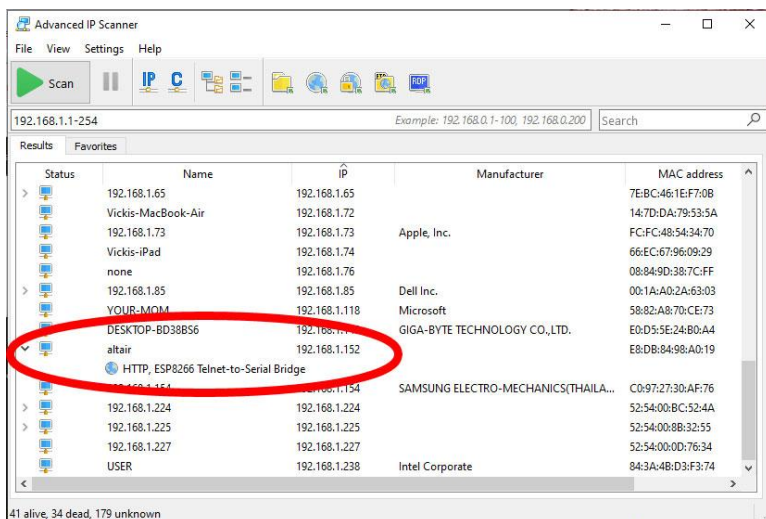 Advanced IP Scanner
File View Settings Help
Scan IP C RDP
192.168.1.1-254 Example: 192.168.0.1-100, 192.168.0.200 Search
Results Favorites
Status Name IP Manufacturer MAC address
192.168.1.65 192.168.1.65 7E:BC:46:1E:F7:0B
Vickis-MacBook-Air 192.168.1.72 14:7D:DA:79:53:5A
192.168.1.73 192.168.1.73 Apple, Inc. FC:FC:48:54:34:70
Vickis-iPad 192.168.1.74 66:EC:67:96:09:29
none 192.168.1.76 08:84:9D:38:7C:FF
192.168.1.85 192.168.1.85 Dell Inc. 00:1A:A0:2A:63:03
YOUR-MOM 192.168.1.118 Microsoft 58:82:A8:70:CE:73
DESKTOP-BD38BS6 GIGA-BYTE TECHNOLOGY CO.,LTD. E0:D5:5E:24:B0:A4
altair 192.168.1.152 E8:DB:84:98:A0:19
HTTP, ESP8266 Telnet-to-Serial Bridge
192.168.1.154 SAMSUNG ELECTRO-MECHANICS(THAILA... C0:97:27:30:AF:76
192.168.1.224 192.168.1.224 52:54:00:BC:52:4A
192.168.1.225 192.168.1.225 52:54:00:8B:32:55
192.168.1.227 192.168.1.227 52:54:00:0D:76:34
USER 192.168.1.238 Intel Corporate 84:3A:4B:D3:F3:74
41 alive, 34 dead, 179 unknown